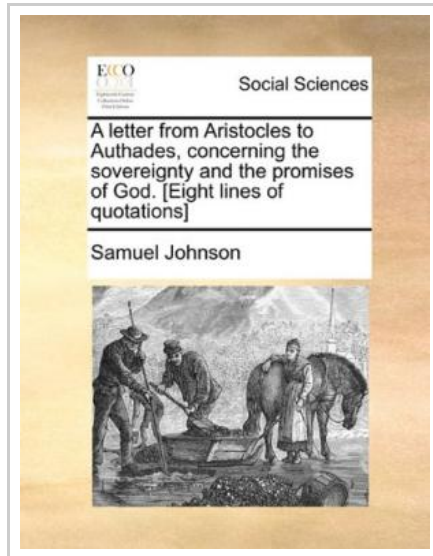 ECCO
Social Sciences
A letter from Aristocles to
Authades, concerning the
sovereignty and the promises
of God. [Eight lines of
quotations]
Samuel Johnson